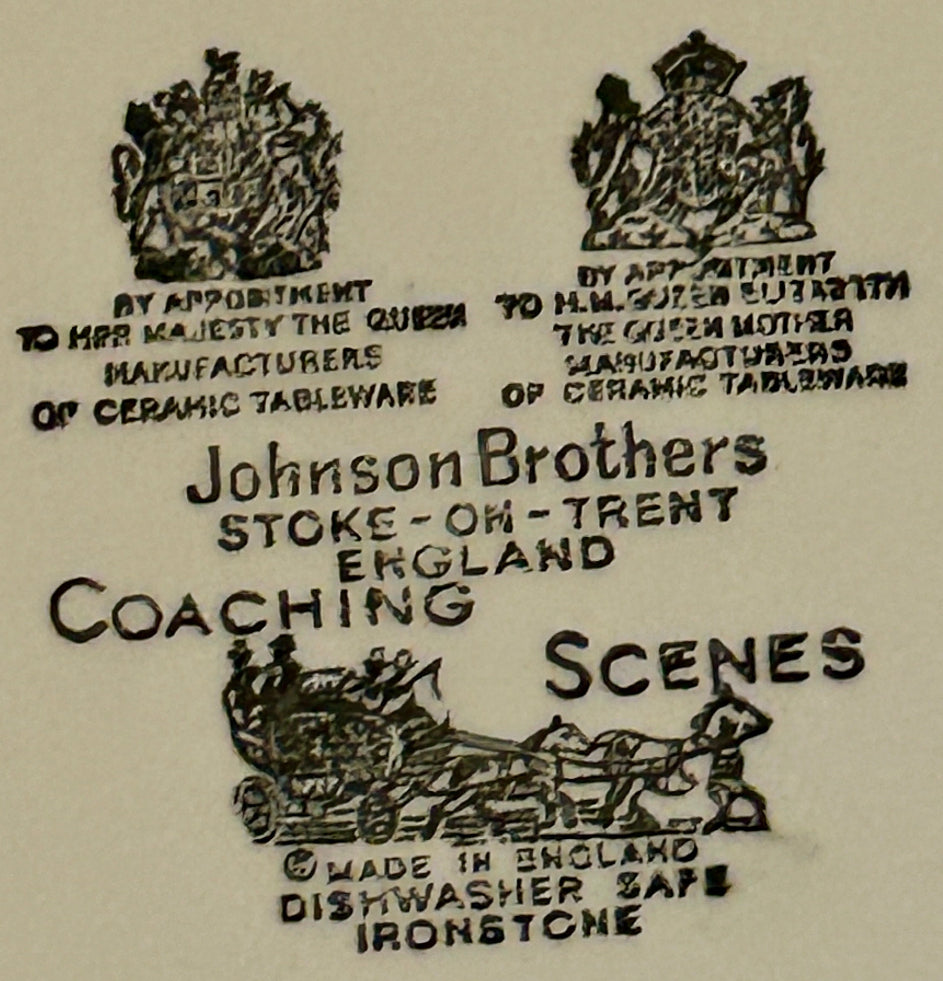 BY APPOINTMENT
TO HER MAJESTY THE QUEEN
MANUFACTURERS
OF CERAMIC TABLEWARE
BY APPOINTMENT
TO H.M. QUEEN ELIZABETH
THE QUEEN MOTHER
MANUFACTURERS
OF CERAMIC TABLEWARE
Johnson Brothers
STOKE-ON-TRENT
ENGLAND
COACHING
SCENES
© MADE IN ENGLAND
DISHWASHER SAFE
IRONSTONE